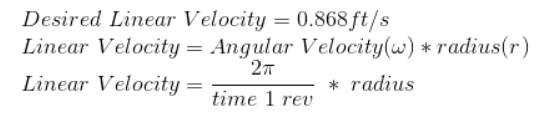 Desired Linear Velocity = 0.868ft/s
Linear Velocity = Angular Velocity(ω) * radius(r)
Linear Velocity = 2π / time 1 rev * radius